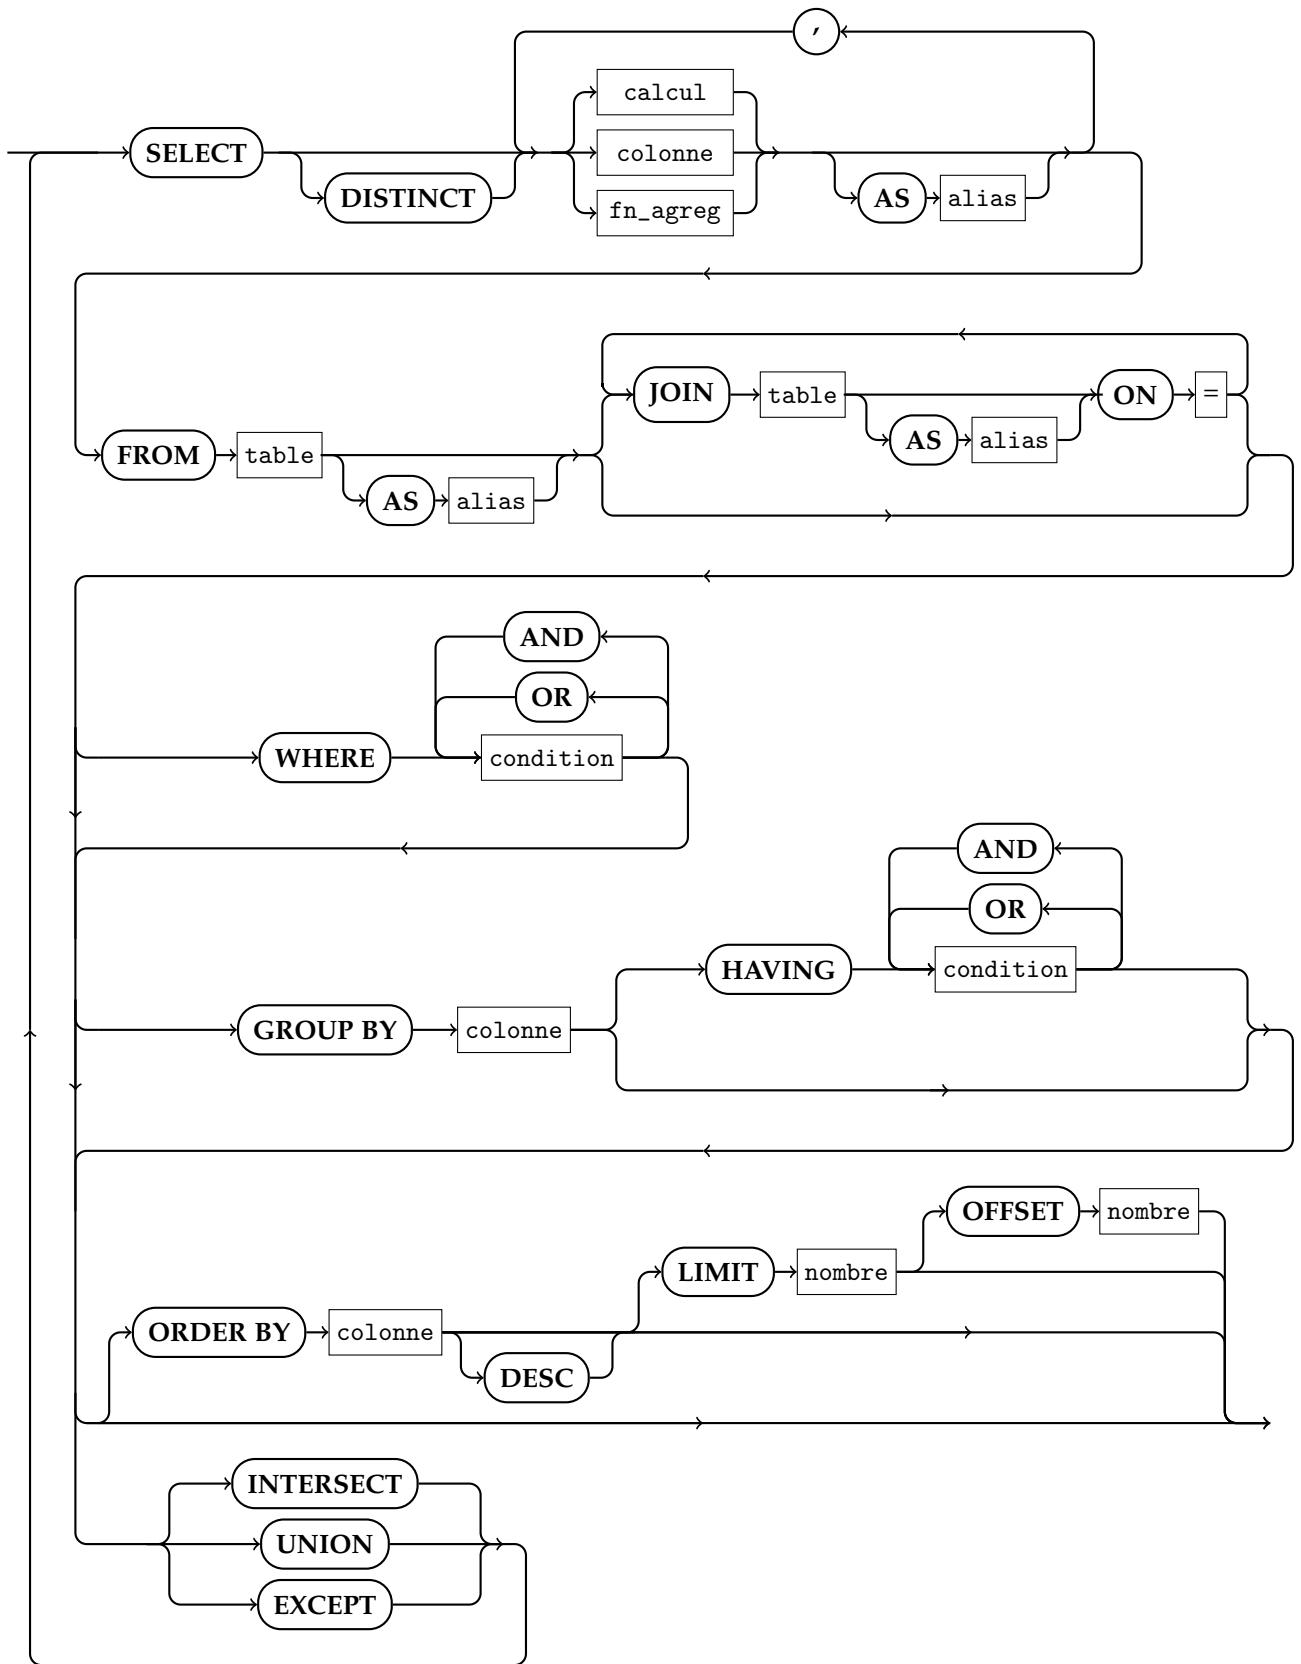 ,
calcul
SELECT colonne
DISTINCT fn_agreg AS alias
JOIN table ON =
AS alias
FROM table
AS alias
AND
OR
WHERE condition
AND
OR
HAVING condition
GROUP BY colonne
OFFSET nombre
LIMIT nombre
ORDER BY colonne
DESC
INTERSECT
UNION
EXCEPT